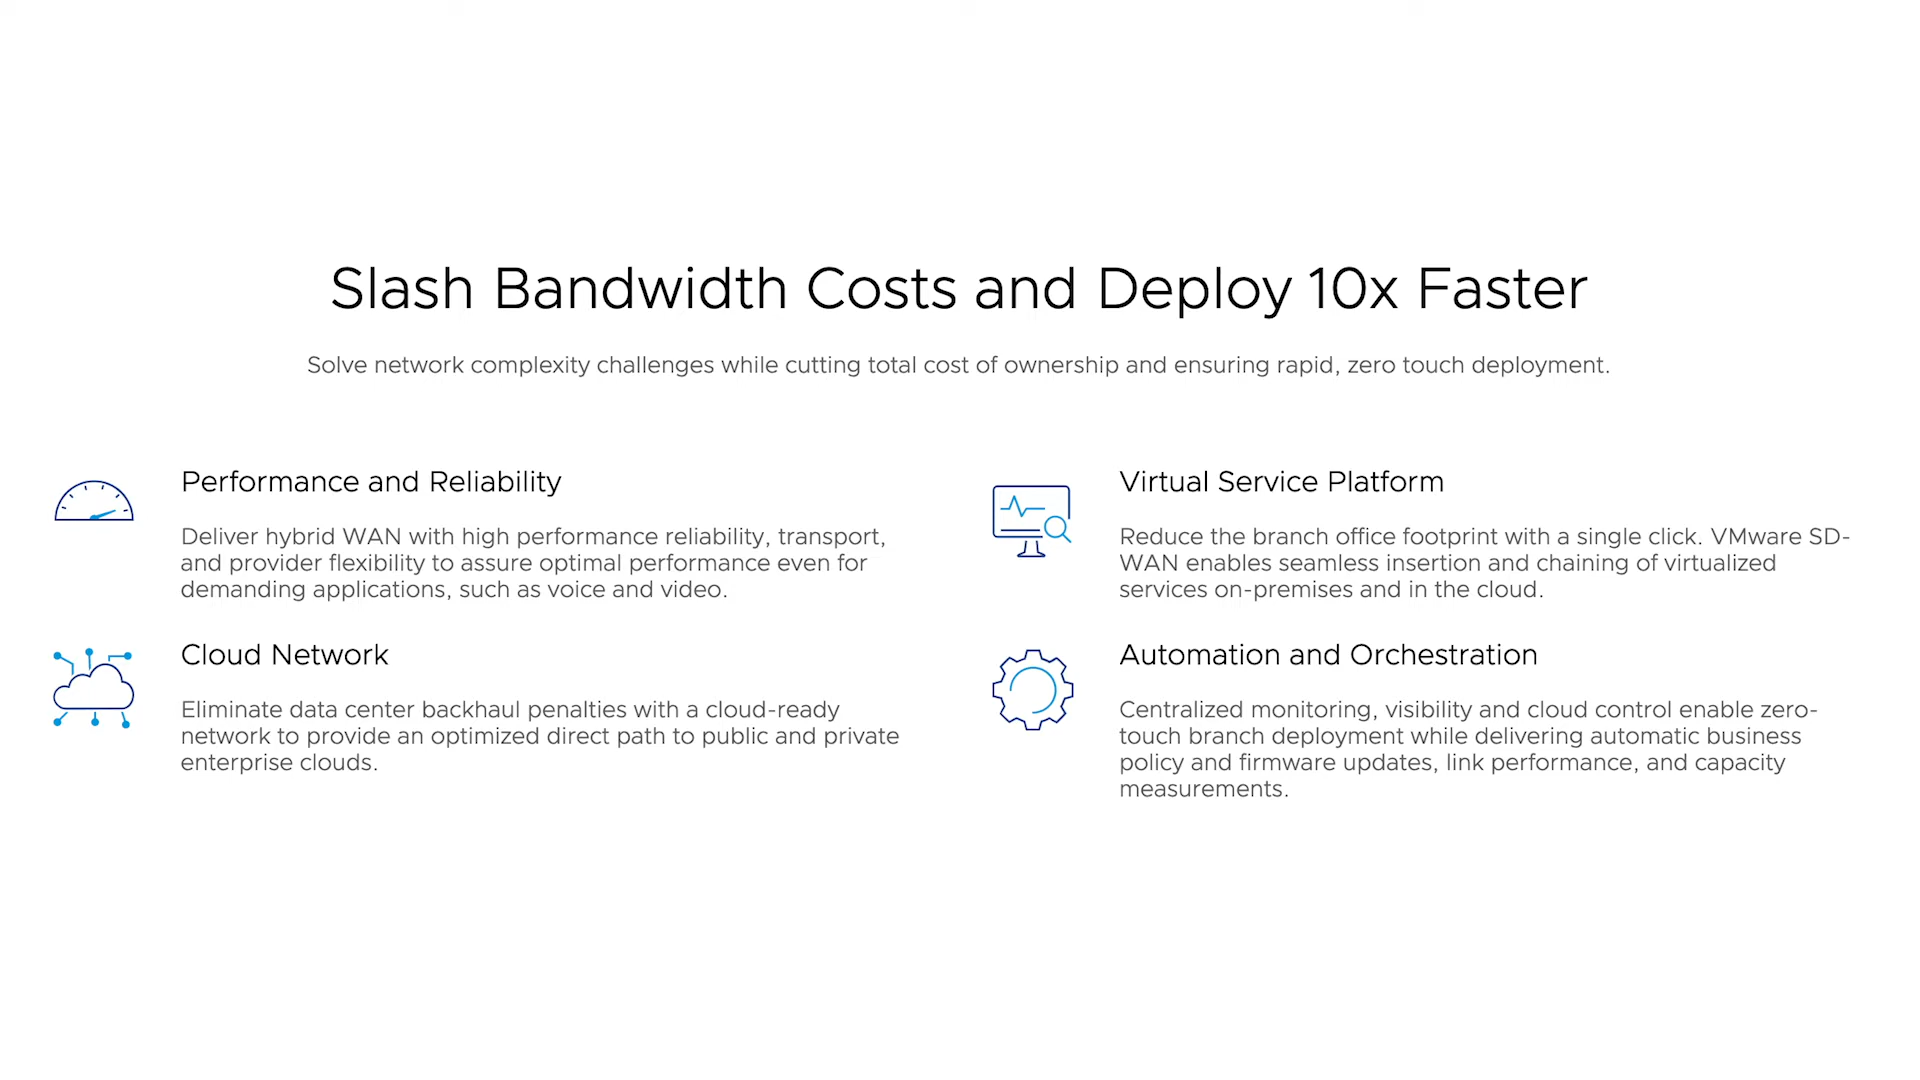 Slash Bandwidth Costs and Deploy 10x Faster
Solve network complexity challenges while cutting total cost of ownership and ensuring rapid, zero touch deployment.
Performance and Reliability
Deliver hybrid WAN with high performance reliability, transport,
and provider flexibility to assure optimal performance even for
demanding applications, such as voice and video.
Virtual Service Platform
Reduce the branch office footprint with a single click. VMware SD-
WAN enables seamless insertion and chaining of virtualized
services on-premises and in the cloud.
Cloud Network
Eliminate data center backhaul penalties with a cloud-ready
network to provide an optimized direct path to public and private
enterprise clouds.
Automation and Orchestration
Centralized monitoring, visibility and cloud control enable zero-
touch branch deployment while delivering automatic business
policy and firmware updates, link performance, and capacity
measurements.